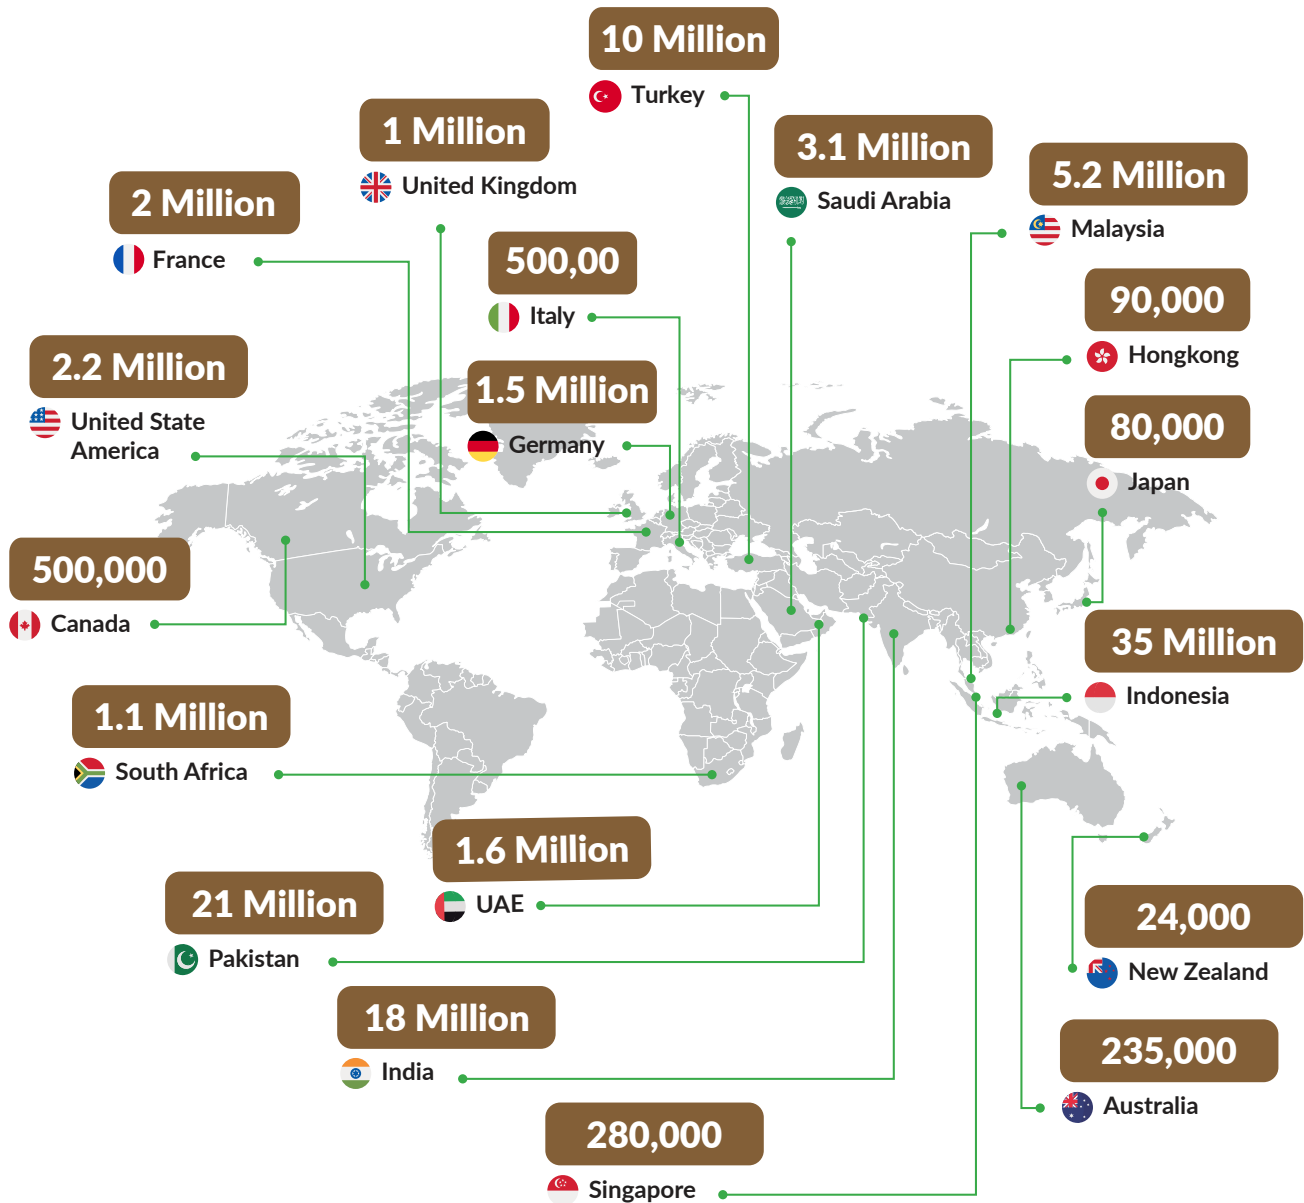 10 Million
Turkey
1 Million
United Kingdom
3.1 Million
Saudi Arabia
5.2 Million
Malaysia
2 Million
France
500,00
Italy
90,000
Hongkong
2.2 Million
United State
America
1.5 Million
Germany
80,000
Japan
500,000
Canada
35 Million
Indonesia
1.1 Million
South Africa
1.6 Million
UAE
21 Million
Pakistan
24,000
New Zealand
18 Million
India
235,000
Australia
280,000
Singapore